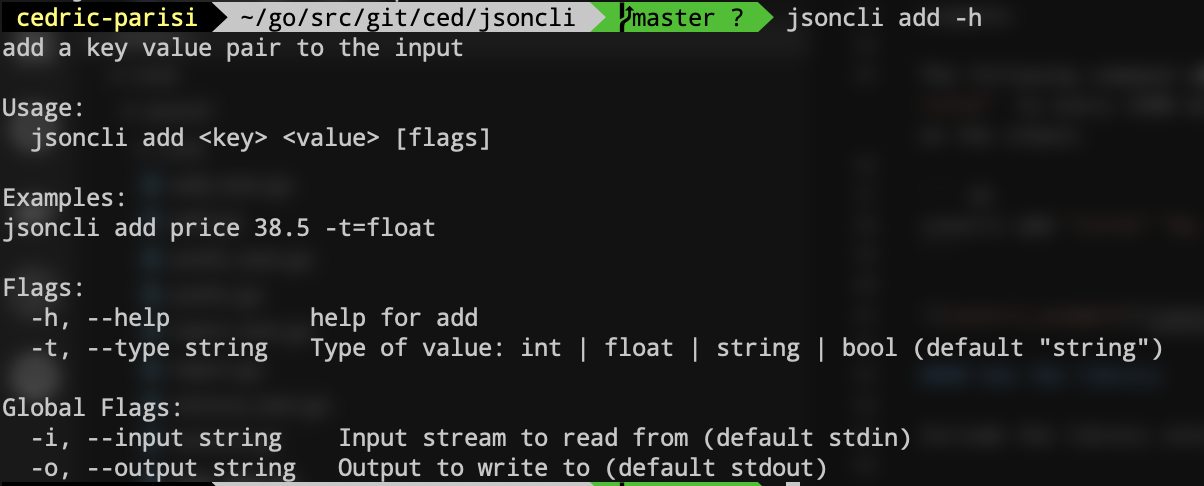 cedric-parisi ~/go/src/git/ced/jsoncli master ? jsoncli add -h
add a key value pair to the input
Usage:
jsoncli add <key> <value> [flags]
Examples:
jsoncli add price 38.5 -t=float
Flags:
-h, --help help for add
-t, --type string Type of value: int | float | string | bool (default "string")
Global Flags:
-i, --input string Input stream to read from (default stdin)
-o, --output string Output to write to (default stdout)